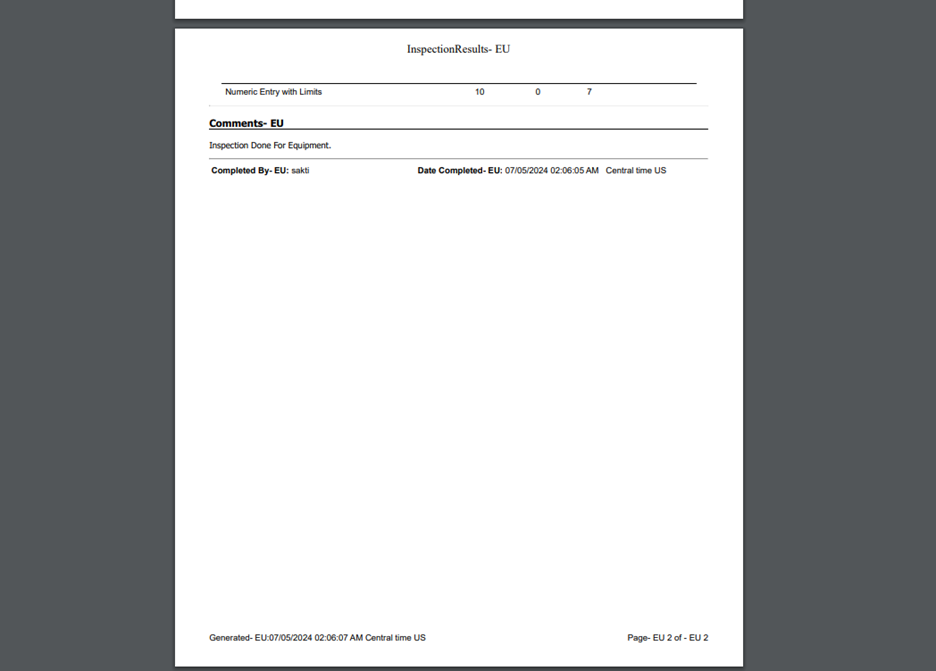 InspectionResults- EU
Numeric Entry with Limits 10 0 7
Comments- EU
Inspection Done For Equipment.
Completed By- EU: sakti Date Completed- EU: 07/05/2024 02:06:05 AM Central time US
Generated- EU:07/05/2024 02:06:07 AM Central time US Page- EU 2 of - EU 2